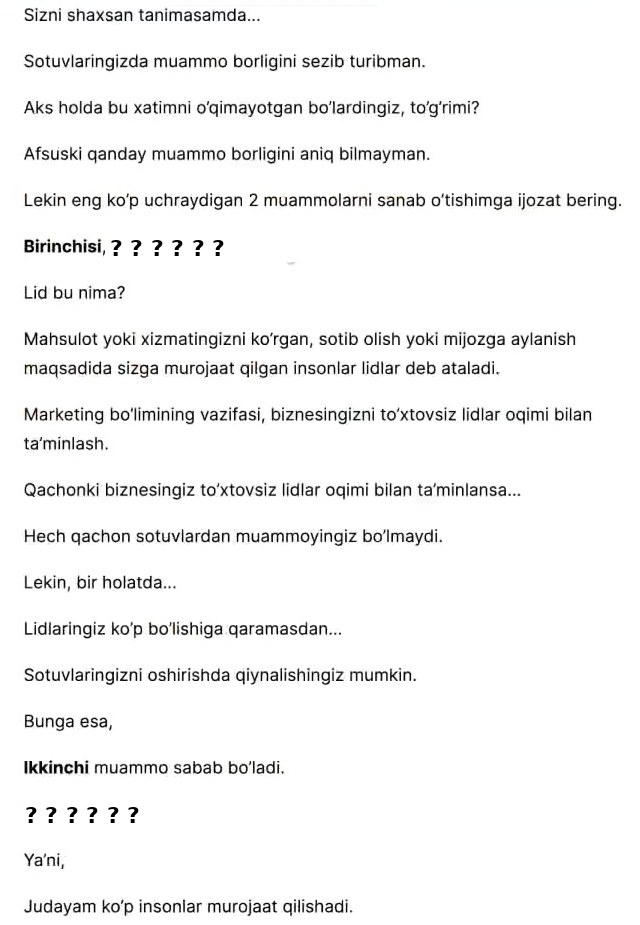 Sizni shaxsan tanimasamda...
Sotuvlaringizda muammo borligini sezib turibman.
Aks holda bu xatimni o'qimayotgan bo'lardingiz, to'g'rimi?
Afsuski qanday muammo borligini aniq bilmayman.
Lekin eng ko'p uchraydigan 2 muammolarni sanab o'tishimga ijozat bering.
Birinchisi, ? ? ? ? ? ?
Lid bu nima?
Mahsulot yoki xizmatingizni ko'rgan, sotib olish yoki mijozga aylanish
maqsadida sizga murojaat qilgan insonlar lidlar deb ataladi.
Marketing bo'limining vazifasi, biznesingizni to'xtovsiz lidlar oqimi bilan
ta'minlash.
Qachonki biznesingiz to'xtovsiz lidlar oqimi bilan ta'minlansa...
Hech qachon sotuvlardan muammoyingiz bo'lmaydi.
Lekin, bir holatda...
Lidlaringiz ko'p bo'lishiga qaramasdan...
Sotuvlaringizni oshirishda qiynalishingiz mumkin.
Bunga esa,
Ikkinchi muammo sabab bo'ladi.
? ? ? ? ? ?
Ya'ni,
Judayam ko'p insonlar murojaat qilishadi.